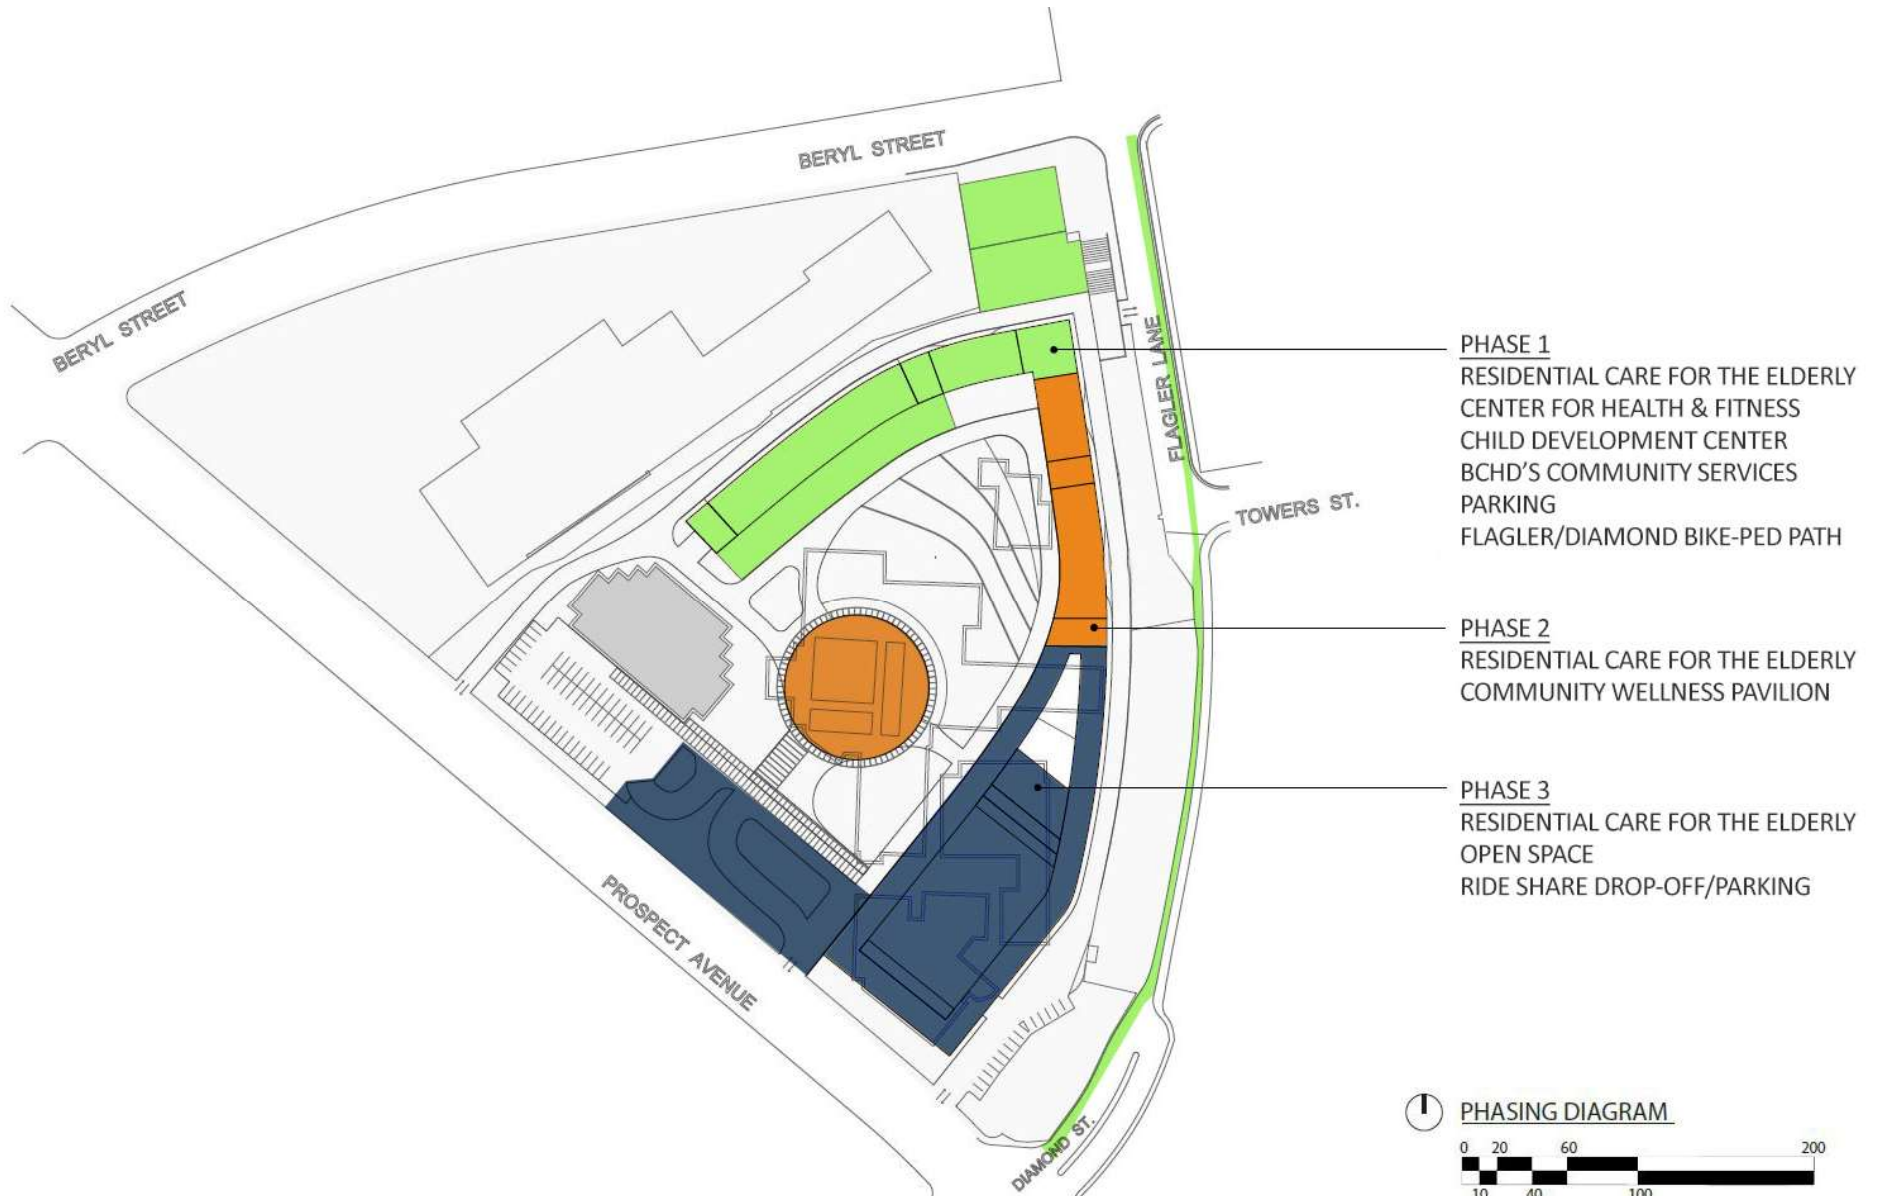 BERYL STREET
BERYL STREET
FLAGLER LANE
TOWERS ST.
PROSPECT AVENUE
DIAMOND ST.
PHASE 1
RESIDENTIAL CARE FOR THE ELDERLY
CENTER FOR HEALTH & FITNESS
CHILD DEVELOPMENT CENTER
BCHD'S COMMUNITY SERVICES
PARKING
FLAGLER/DIAMOND BIKE-PED PATH
PHASE 2
RESIDENTIAL CARE FOR THE ELDERLY
COMMUNITY WELLNESS PAVILION
PHASE 3
RESIDENTIAL CARE FOR THE ELDERLY
OPEN SPACE
RIDE SHARE DROP-OFF/PARKING
PHASING DIAGRAM
0 20 60 200
10 40 100